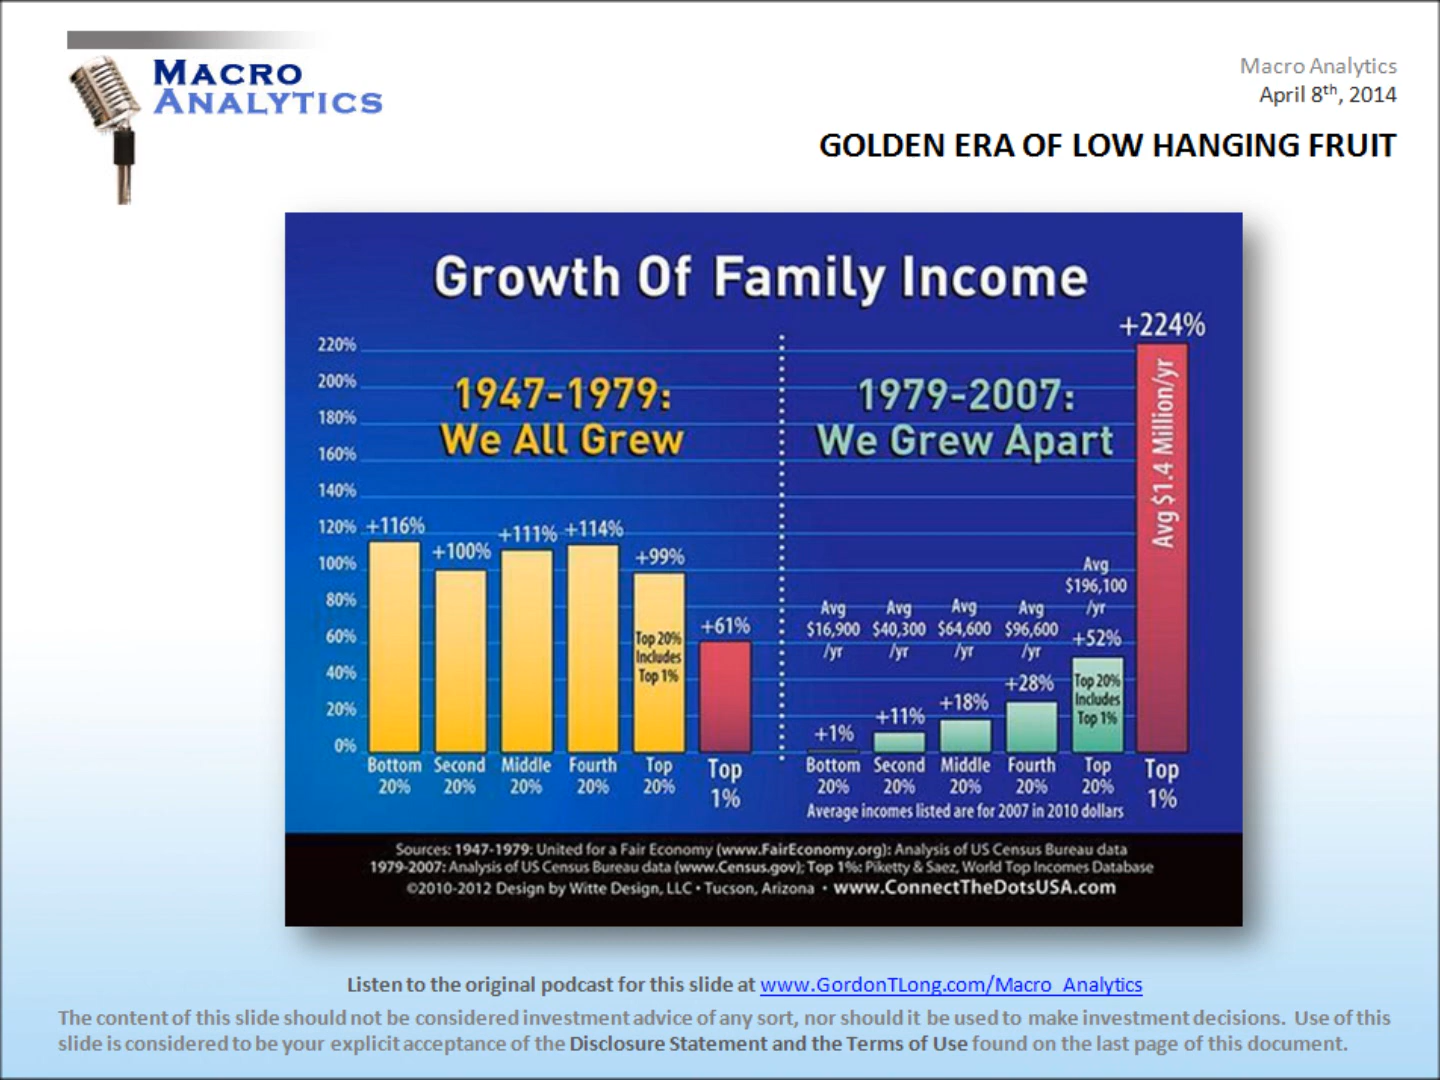 MACRO
ANALYTICS
Macro Analytics
April 8th, 2014
GOLDEN ERA OF LOW HANGING FRUIT
Growth Of Family Income
1947-1979:
We All Grew
1979-2007:
We Grew Apart
220%
200%
180%
160%
140%
120%
100%
80%
60%
40%
20%
0%
+116%
+100%
+111%
+114%
+99%
Top 20%
Includes
Top 1%
+61%
Bottom
20%
Second
20%
Middle
20%
Fourth
20%
Top
20%
Top
1%
Avg
$16,900
/yr
+1%
Avg
$40,300
/yr
+11%
Avg
$64,600
/yr
+18%
Avg
$96,600
/yr
+28%
Avg
$196,100
/yr
+52%
Top 20%
Includes
Top 1%
+224%
Avg $1.4 Million/yr
Bottom
20%
Second
20%
Middle
20%
Fourth
20%
Top
20%
Top
1%
Average incomes listed are for 2007 in 2010 dollars
Sources: 1947-1979: United for a Fair Economy (www.FairEconomy.org): Analysis of US Census Bureau data
1979-2007: Analysis of US Census Bureau data (www.Census.gov); Top 1%: Piketty & Saez, World Top Incomes Database
©2010-2012 Design by Witte Design, LLC • Tucson, Arizona • www.ConnectTheDotsUSA.com
Listen to the original podcast for this slide at www.GordonTLong.com/Macro_Analytics
The content of this slide should not be considered investment advice of any sort, nor should it be used to make investment decisions. Use of this
slide is considered to be your explicit acceptance of the Disclosure Statement and the Terms of Use found on the last page of this document.